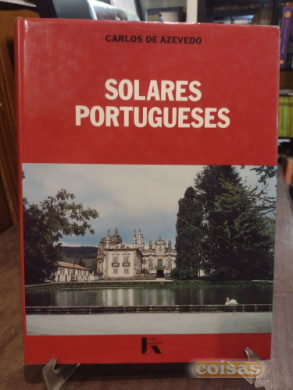 CARLOS DE AZEVEDO
SOLARES
PORTUGUESES
coisas